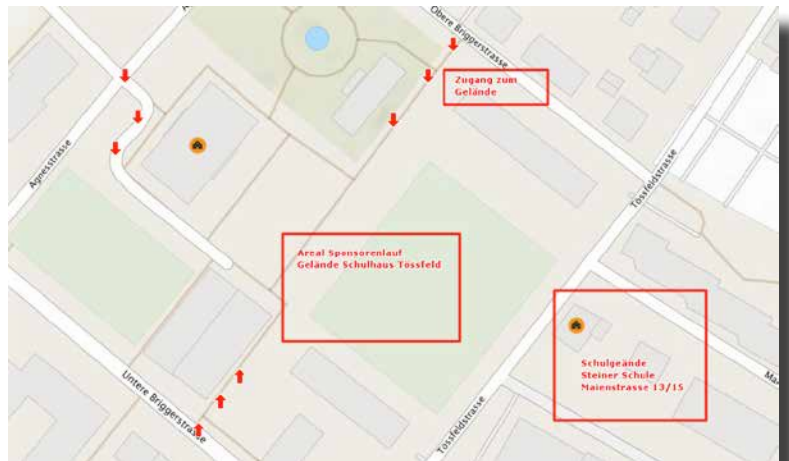 Obere Briggerstrasse
Zugang zum
Gelände
Agnesstrasse
Tössfeldstrasse
Areal Sponsorenlauf
Gelände Schulhaus Tössfeld
Schulgeände
Steiner Schule
Maienstrasse 13/15
Untere Briggerstrasse
Tössfeldstrasse